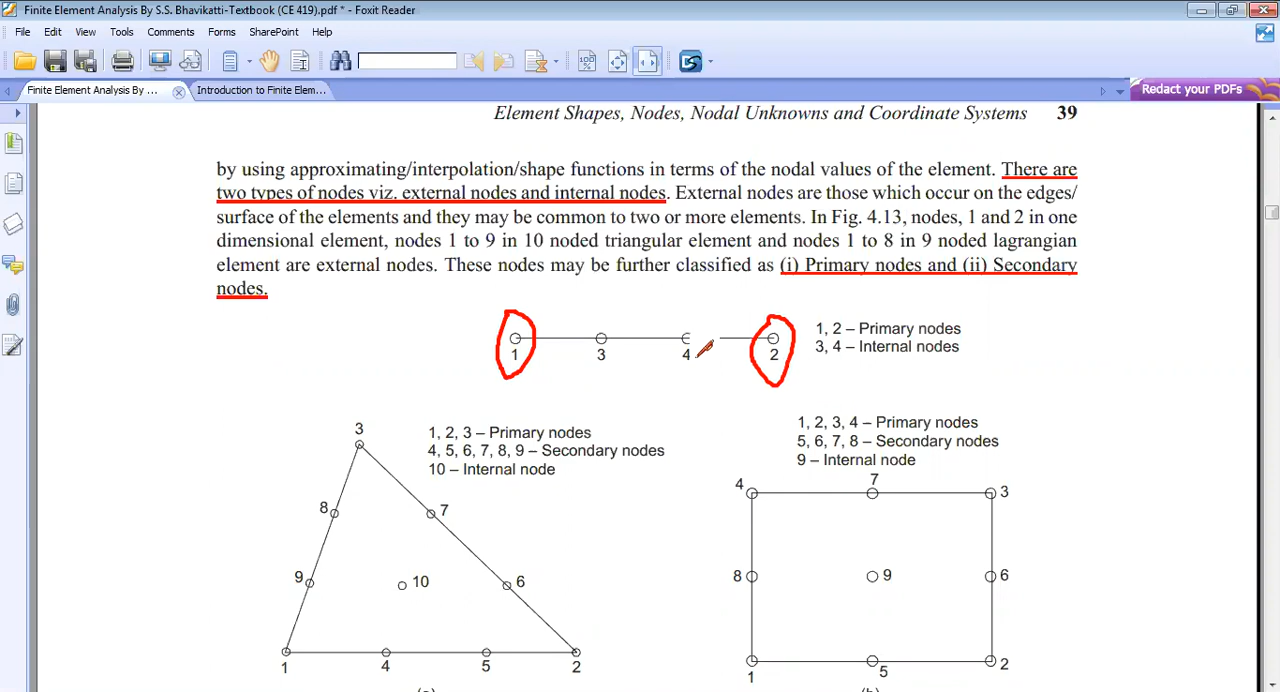 Finite Element Analysis By S.S. Bhavikatti-Textbook (CE 419).pdf * - Foxit Reader
File Edit View Tools Comments Forms SharePoint Help
Finite Element Analysis By ... Introduction to Finite Elem... Redact your PDFs
Element Shapes, Nodes, Nodal Unknowns and Coordinate Systems 39
by using approximating/interpolation/shape functions in terms of the nodal values of the element. There are
two types of nodes viz. external nodes and internal nodes. External nodes are those which occur on the edges/
surface of the elements and they may be common to two or more elements. In Fig. 4.13, nodes, 1 and 2 in one
dimensional element, nodes 1 to 9 in 10 noded triangular element and nodes 1 to 8 in 9 noded lagrangian
element are external nodes. These nodes may be further classified as (i) Primary nodes and (ii) Secondary
nodes.
1 3 4 2
1, 2 – Primary nodes
3, 4 – Internal nodes
3
1, 2, 3 – Primary nodes
4, 5, 6, 7, 8, 9 – Secondary nodes
10 – Internal node
8 7
9 10 6
1 4 5 2
1, 2, 3, 4 – Primary nodes
5, 6, 7, 8 – Secondary nodes
9 – Internal node
4 7 3
8 9 6
1 5 2